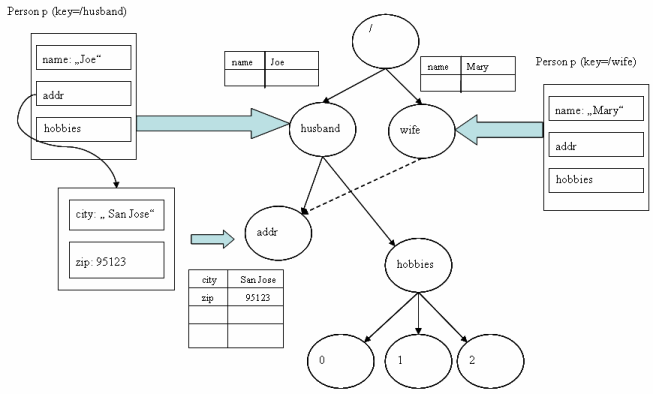 Person p (key=/husband)
name: „Joe“
addr
hobbies
city: „ San Jose“
zip: 95123
/
name Joe
name Mary
husband
wife
addr
hobbies
city San Jose
zip 95123
0
1
2
Person p (key=/wife)
name: „Mary“
addr
hobbies